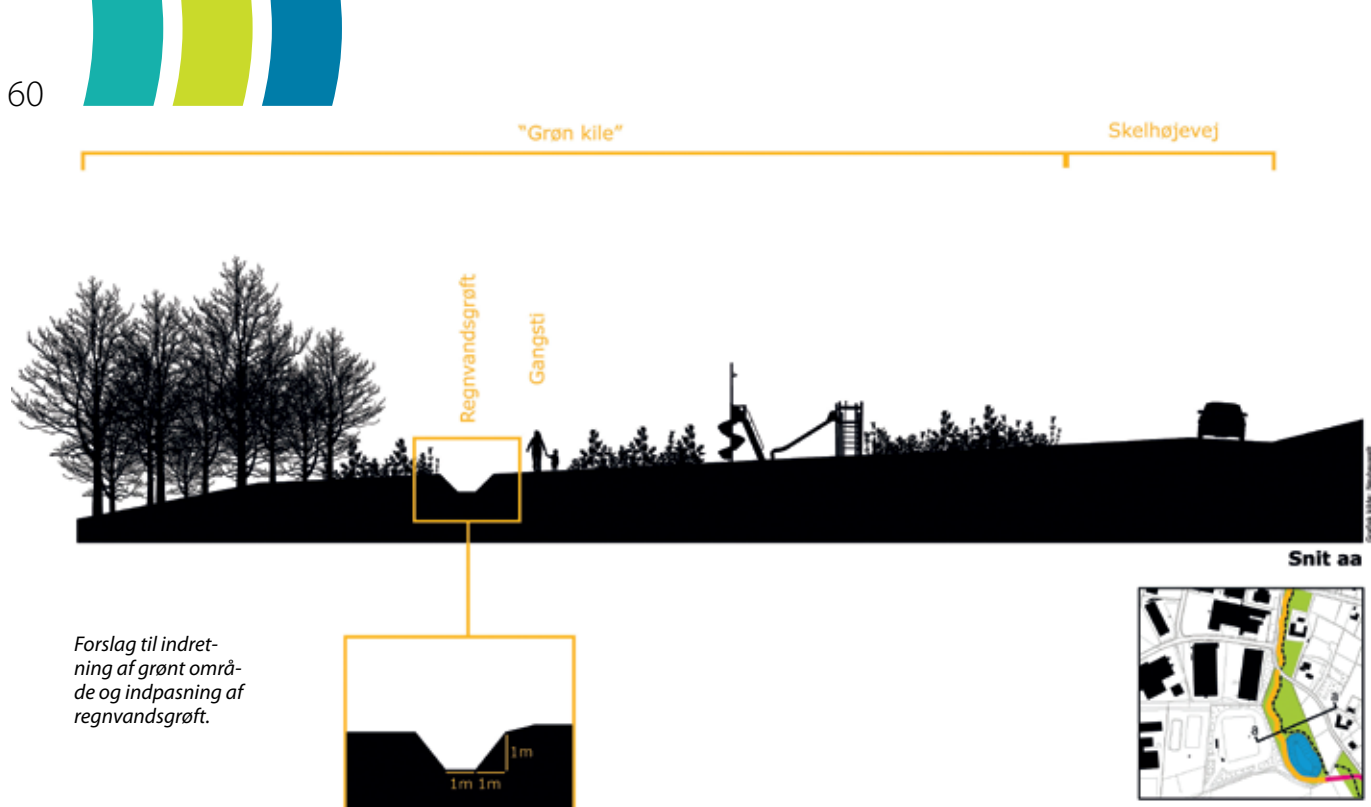 60
"Grøn kile"
Skelhøjevej
Regnvandsgrøft
Gangsti
Snit aa
Forslag til indret-
ning af grønt områ-
de og indpasning af
regnvandsgrøft.
1m
1m 1m
a
a